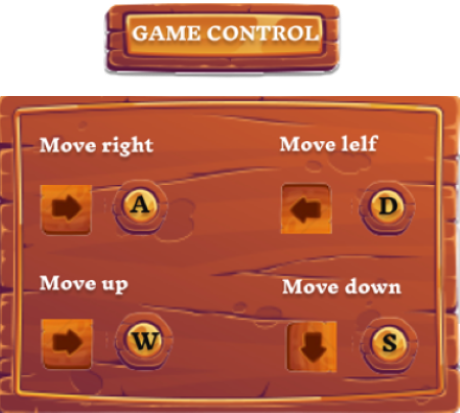 GAME CONTROL
Move right
Move lelf
A
D
Move up
Move down
W
S